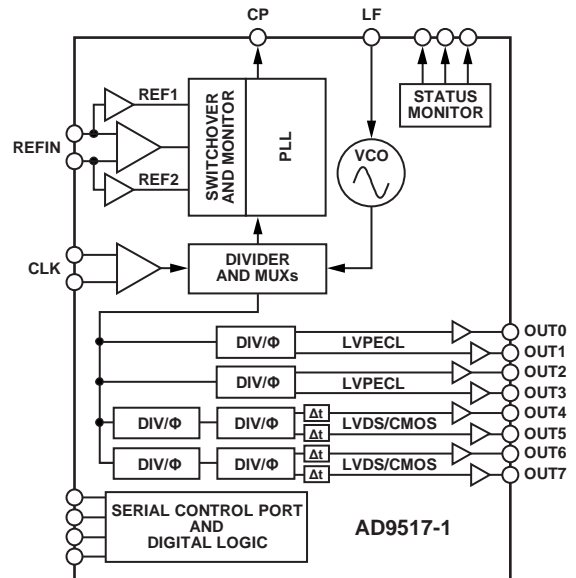 CP
LF
REF1
REFIN
REF2
SWITCHOVER
AND MONITOR
PLL
VCO
STATUS
MONITOR
CLK
DIVIDER
AND MUXs
DIV/Φ
LVPECL
OUT0
OUT1
DIV/Φ
LVPECL
OUT2
OUT3
DIV/Φ
DIV/Φ
Δt
Δt
LVDS/CMOS
OUT4
OUT5
DIV/Φ
DIV/Φ
Δt
Δt
LVDS/CMOS
OUT6
OUT7
SERIAL CONTROL PORT
AND
DIGITAL LOGIC
AD9517-1